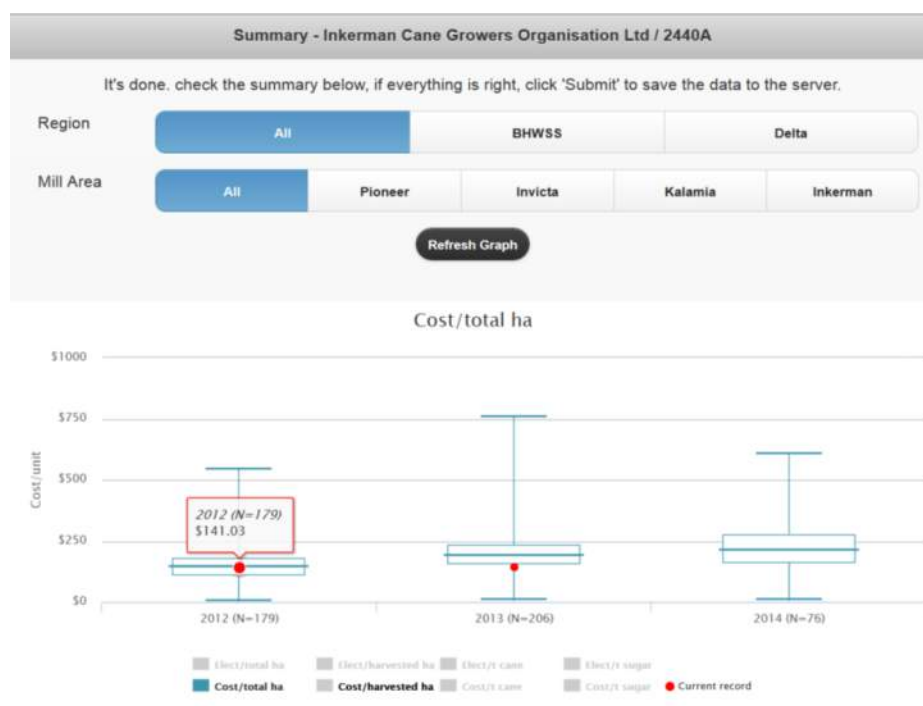 Summary - Inkerman Cane Growers Organisation Ltd / 2440A
It's done. check the summary below, if everything is right, click 'Submit' to save the data to the server.
Region All BHWSS Delta
Mill Area All Pioneer Invicta Kalamia Inkerman
Refresh Graph
Cost/total ha
$1000
$750
$500
$250
$0
Cost/unit
2012 (N=179)
$141.03
2012 (N=179) 2013 (N=206) 2014 (N=76)
Elect/total ha Elect/harvested ha Elect/t cane Elect/t sugar
Cost/total ha Cost/harvested ha Cost/t cane Cost/t sugar Current record